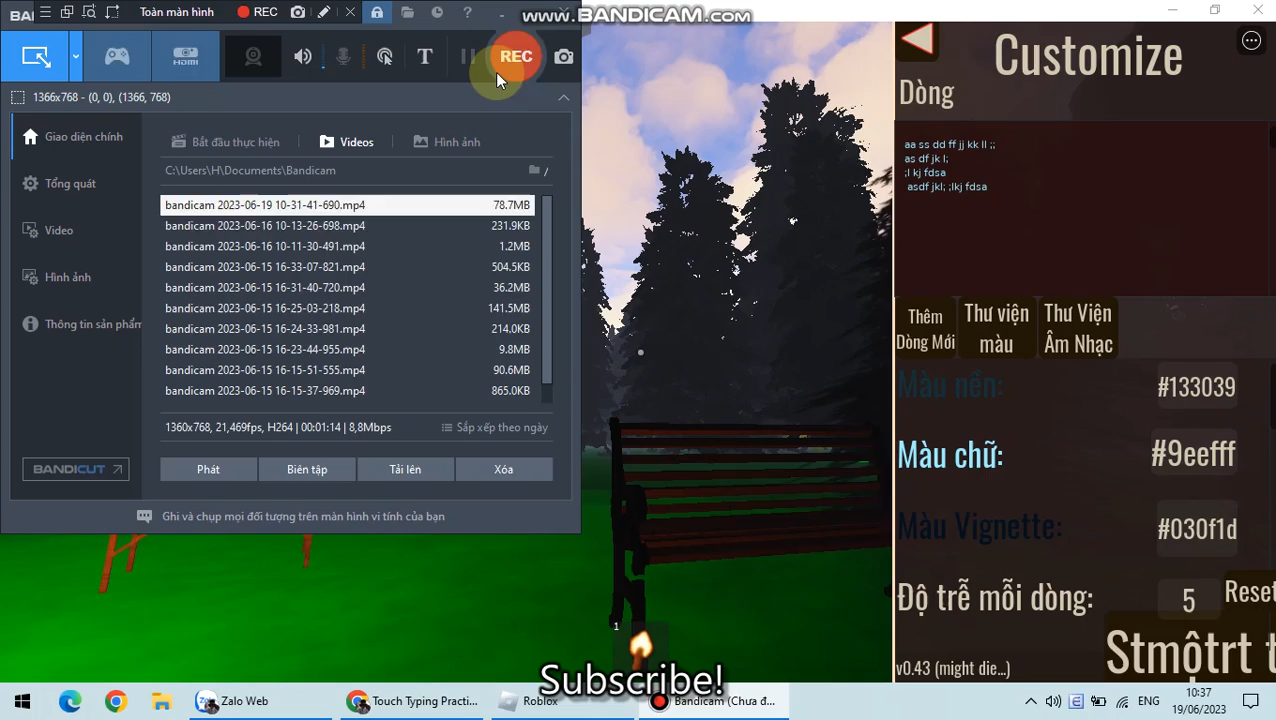 Toàn màn hình
REC
BAND
www.BANDICAM.com
HDMI
T
REC
1366x768 - (0, 0), (1366, 768)
Giao diện chính
Tổng quát
Video
Hình ảnh
Thông tin sản phẩm
Bắt đầu thực hiện
Videos
Hình ảnh
C:\Users\H\Documents\Bandicam
/
bandicam 2023-06-19 10-31-41-690.mp4 78.7MB
bandicam 2023-06-16 10-13-26-698.mp4 231.9KB
bandicam 2023-06-16 10-11-30-491.mp4 1.2MB
bandicam 2023-06-15 16-33-07-821.mp4 504.5KB
bandicam 2023-06-15 16-31-40-720.mp4 36.2MB
bandicam 2023-06-15 16-25-03-218.mp4 141.5MB
bandicam 2023-06-15 16-24-33-981.mp4 214.0KB
bandicam 2023-06-15 16-23-44-955.mp4 9.8MB
bandicam 2023-06-15 16-15-51-555.mp4 90.6MB
bandicam 2023-06-15 16-15-37-969.mp4 865.0KB
1360x768, 21,469fps, H264 | 00:01:14 | 8,8Mbps
Sắp xếp theo ngày
BANDICUT
Phát
Biên tập
Tải lên
Xóa
Ghi và chụp mọi đối tượng trên màn hình vi tính của bạn
Customize
Dòng
aa ss dd ff jj kk ll ;;
as df jk l;
;l kj fdsa
asdf jkl; ;lkj fdsa
Thêm Dòng Mới
Thư viện màu
Thư Viện Âm Nhạc
Màu nền: #133039
Màu chữ: #9eefff
Màu Vignette: #030f1d
Độ trễ mỗi dòng: 5
Reset
Stmộtrt t
v0.43 (might die...)
1
Subscribe!
Zalo Web
Touch Typing Practi...
Roblox
Bandicam (Chưa đ...
ENG
10:37
19/06/2023